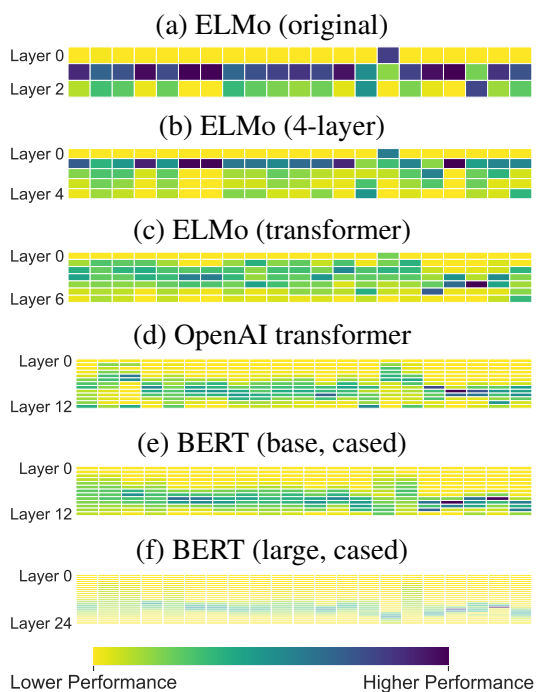 (a) ELMo (original)
Layer 0
Layer 2
(b) ELMo (4-layer)
Layer 0
Layer 4
(c) ELMo (transformer)
Layer 0
Layer 6
(d) OpenAI transformer
Layer 0
Layer 12
(e) BERT (base, cased)
Layer 0
Layer 12
(f) BERT (large, cased)
Layer 0
Layer 24
Lower Performance Higher Performance